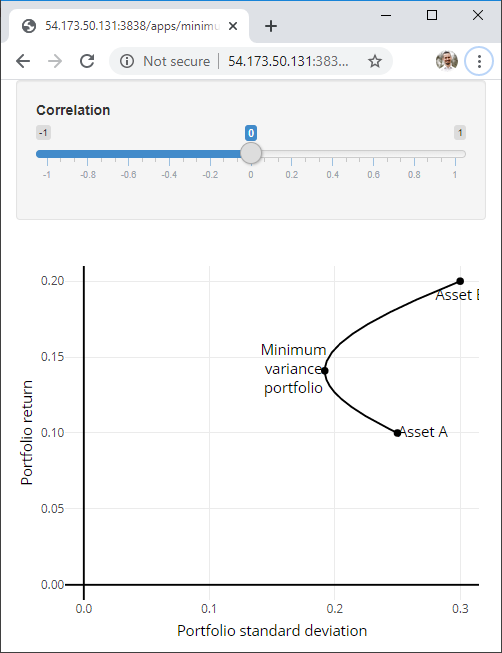 54.173.50.131:3838/apps/minimu
Not secure
54.173.50.131:383...
Correlation
-1 0 1
-1 -0.8 -0.6 -0.4 -0.2 0 0.2 0.4 0.6 0.8 1
0.20
Asset B
Minimum
variance
portfolio
0.15
0.10
Asset A
0.05
0.00
Portfolio return
0.0 0.1 0.2 0.3
Portfolio standard deviation